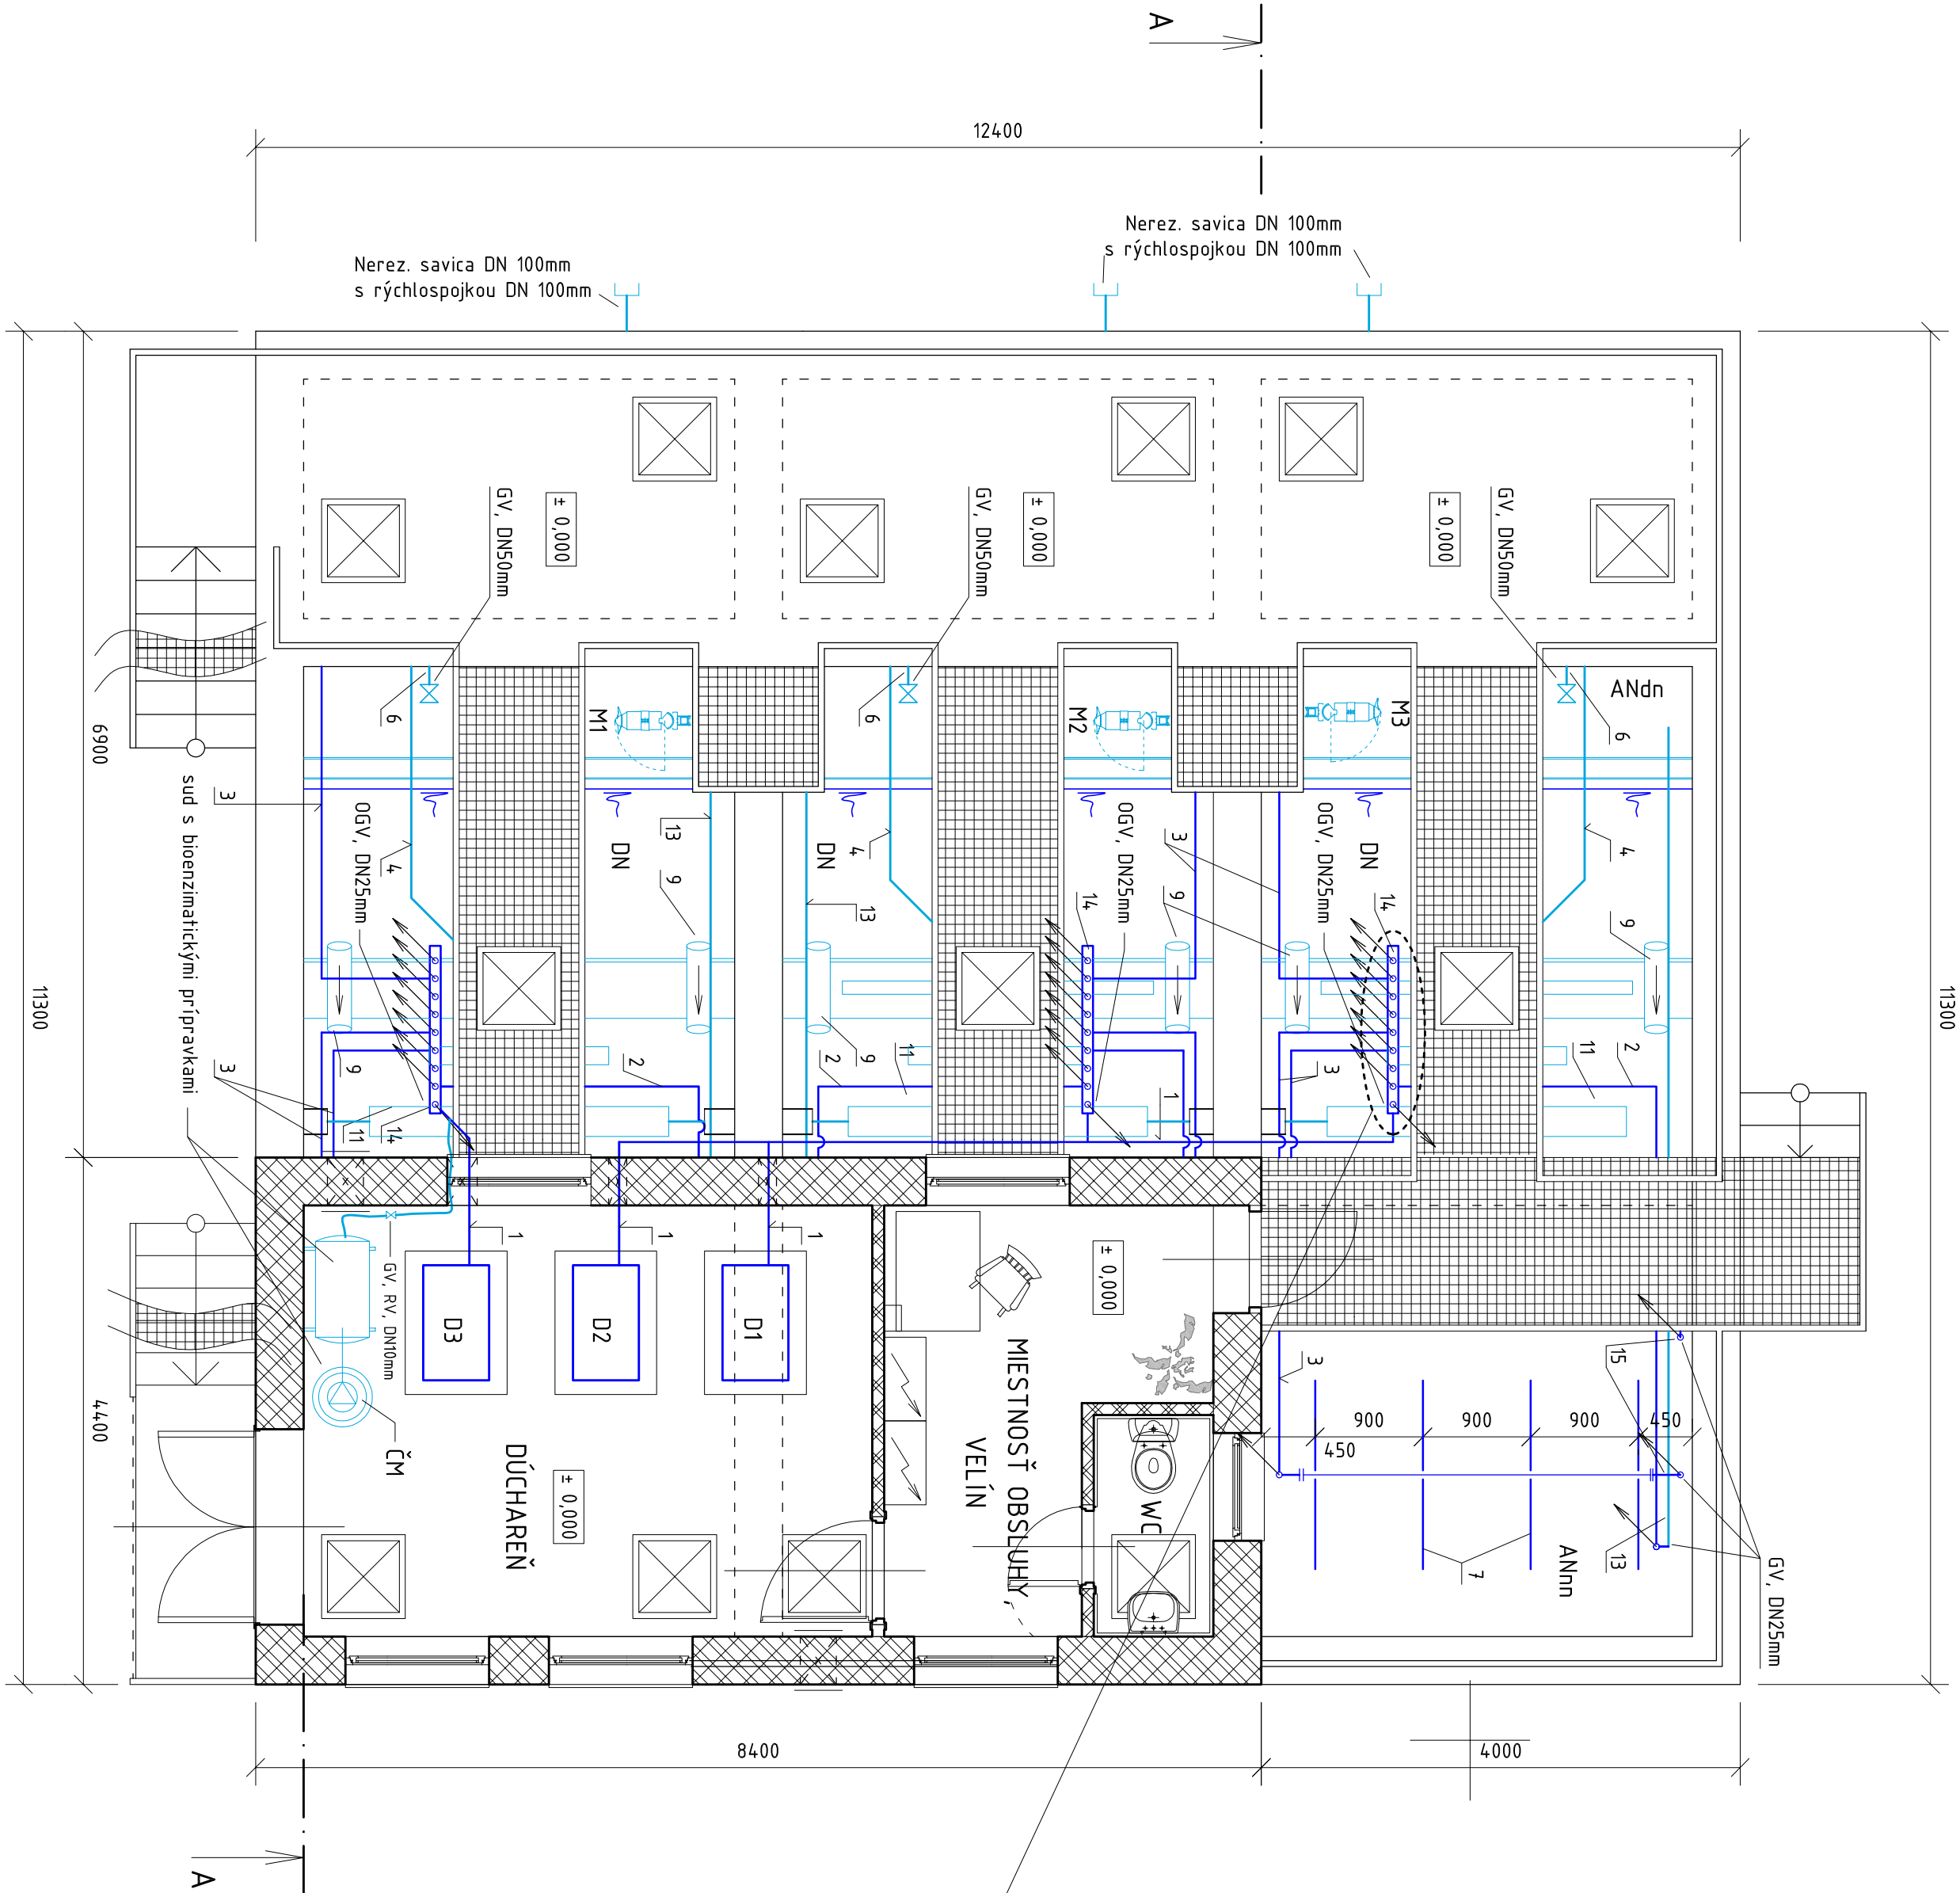 A
12400
Nerez. savica DN 100mm
s rýchlospojkou DN 100mm
Nerez. savica DN 100mm
s rýchlospojkou DN 100mm
GV, DN50mm
± 0,000
GV, DN50mm
± 0,000
± 0,000
GV, DN50mm
6
M1
6
M2
M3
ANdn
6
6900
11300
11300
3
sud s bioenzimatickými prípravkami
4
OGV, DN25mm
DN
13
9
DN
4
13
OGV, DN25mm
14
3
9
DN
OGV, DN25mm
14
4
9
3
9
11
14
2
2
9
11
1
3
11
2
1
1
1
GV, RV, DN10mm
D3
D2
D1
± 0,000
MIESTNOSŤ OBSLUHY,
VELÍN
ČM
DÚCHAREŇ
± 0,000
WC
3
900
900
900
450
450
15
13
7
ANnn
GV, DN25mm
4400
8400
4000
A